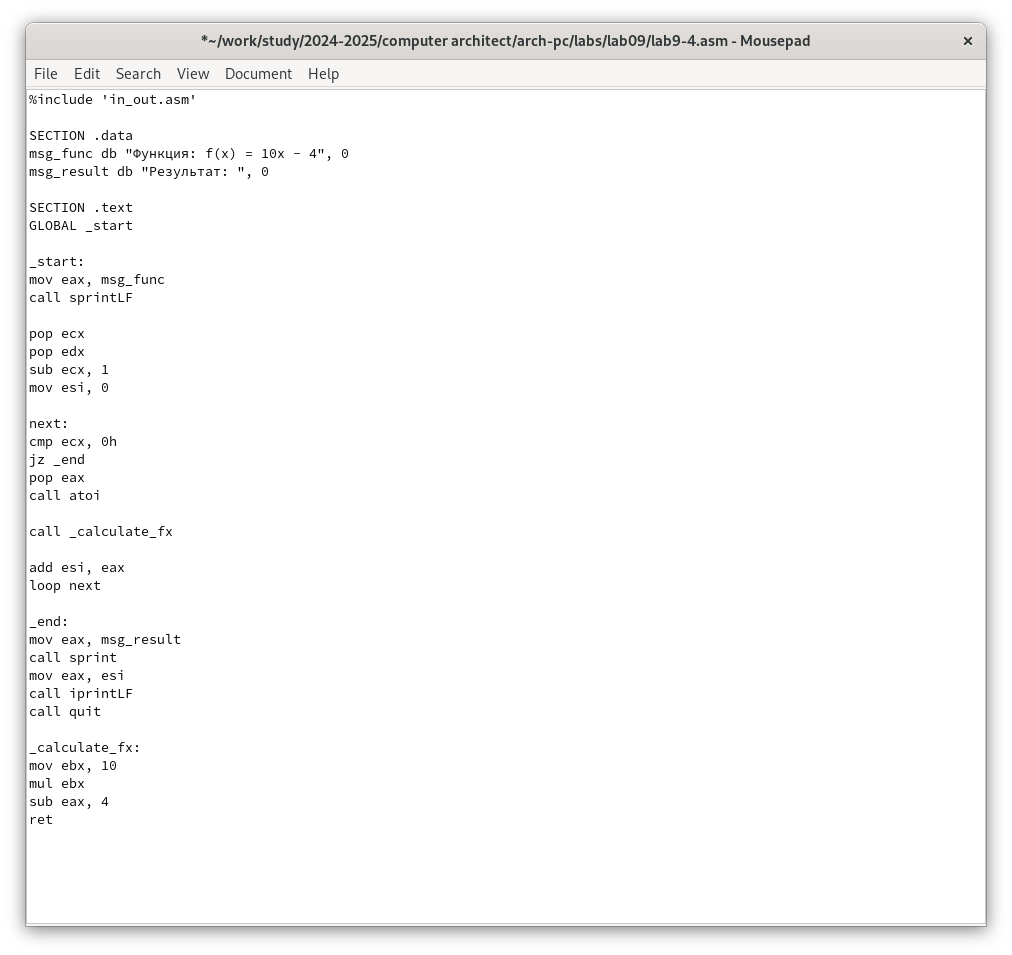 *~/work/study/2024-2025/computer architect/arch-pc/labs/lab09/lab9-4.asm - Mousepad
×
File Edit Search View Document Help
%include 'in_out.asm'
SECTION .data
msg_func db "Функция: f(x) = 10x - 4", 0
msg_result db "Результат: ", 0
SECTION .text
GLOBAL _start
_start:
mov eax, msg_func
call sprintLF
pop ecx
pop edx
sub ecx, 1
mov esi, 0
next:
cmp ecx, 0h
jz _end
pop eax
call atoi
call _calculate_fx
add esi, eax
loop next
_end:
mov eax, msg_result
call sprint
mov eax, esi
call iprintLF
call quit
_calculate_fx:
mov ebx, 10
mul ebx
sub eax, 4
ret